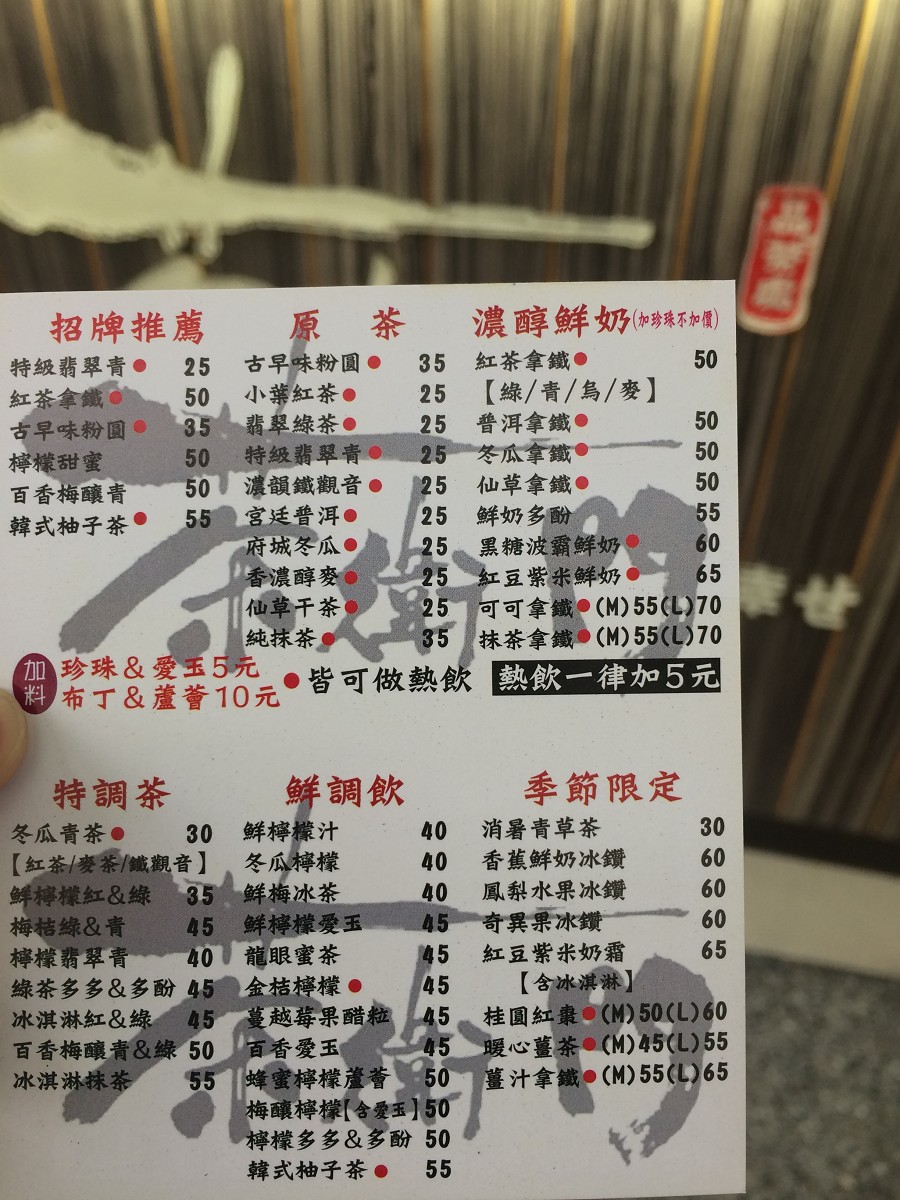 招牌推薦
特級翡翠青● 25
紅茶拿鐵● 50
古早味粉圓● 35
檸檬甜蜜 50
百香梅釀青 50
韓式柚子茶● 55
原 茶
古早味粉圓● 35
小葉紅茶● 25
翡翠綠茶● 25
特級翡翠青● 25
濃韻鐵觀音● 25
宮廷普洱● 25
府城冬瓜● 25
香濃醇麥● 25
仙草干茶● 25
純抹茶● 35
濃醇鮮奶(加珍珠不加價)
紅茶拿鐵● 50
【綠/青/烏/麥】
普洱拿鐵● 50
冬瓜拿鐵● 50
仙草拿鐵● 50
鮮奶多酚 55
黑糖波霸鮮奶● 60
紅豆紫米鮮奶● 65
可可拿鐵●(M)55(L)70
抹茶拿鐵●(M)55(L)70
加料
珍珠&愛玉5元
布丁&蘆薈10元
●皆可做熱飲 熱飲一律加5元
特調茶
冬瓜青茶● 30
【紅茶/麥茶/鐵觀音】
鮮檸檬紅&綠 35
梅桔綠&青 45
檸檬翡翠青 40
綠茶多多&多酚 45
冰淇淋紅&綠 45
百香梅釀青&綠 50
冰淇淋抹茶 55
鮮調飲
鮮檸檬汁 40
冬瓜檸檬 40
鮮梅冰茶 40
鮮檸檬愛玉 45
龍眼蜜茶 45
金桔檸檬● 45
蔓越莓果醋粒 45
百香愛玉 45
蜂蜜檸檬蘆薈 50
梅釀檸檬【含愛玉】50
檸檬多多&多酚 50
韓式柚子茶● 55
季節限定
消暑青草茶 30
香蕉鮮奶冰鑽 60
鳳梨水果冰鑽 60
奇異果冰鑽 60
紅豆紫米奶霜 65
【含冰淇淋】
桂圓紅棗●(M)50(L)60
暖心薑茶●(M)45(L)55
薑汁拿鐵●(M)55(L)65
茶衛門
茶衛門